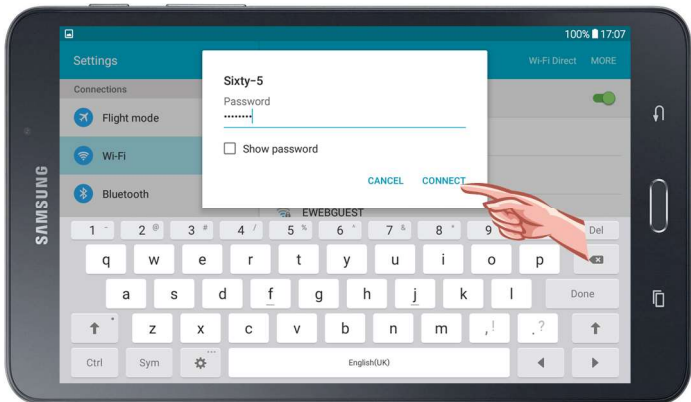 100% 17:07
Settings
Wi-Fi Direct MORE
Connections
Flight mode
Wi-Fi
Bluetooth
Sixty-5
Password
••••••••
Show password
CANCEL CONNECT
EWEBGUEST
SAMSUNG
1 - 2 @ 3 # 4 / 5 % 6 ^ 7 & 8 * 9 Del
q w e r t y u i o p
a s d f g h j k l Done
z x c v b n m ,! .?
Ctrl Sym English(UK)